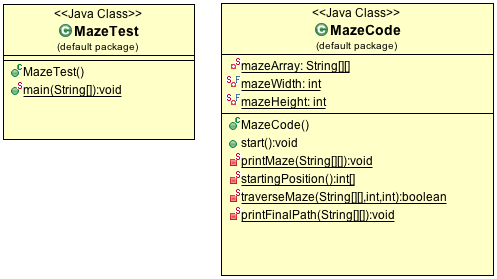 <<Java Class>>
MazeTest
(default package)
MazeTest()
main(String[]):void
<<Java Class>>
MazeCode
(default package)
mazeArray: String[][]
mazeWidth: int
mazeHeight: int
MazeCode()
start():void
printMaze(String[][]):void
startingPosition():int[]
traverseMaze(String[][],int,int):boolean
printFinalPath(String[][]):void